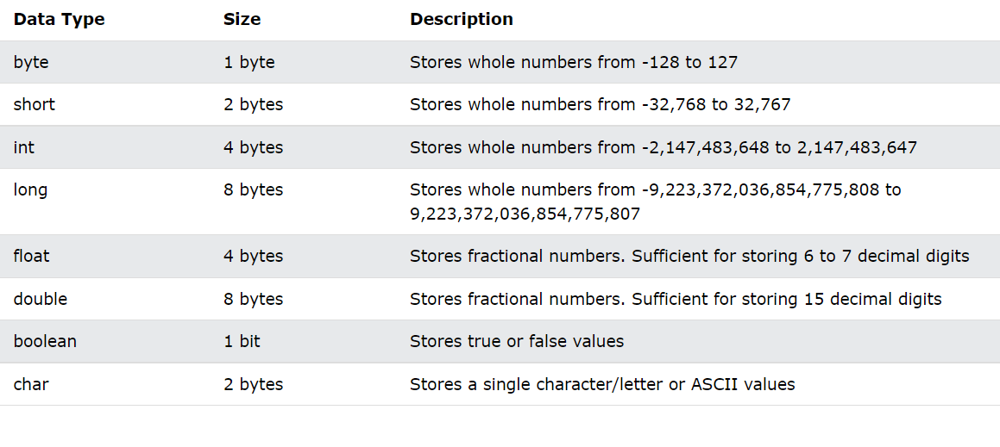 Data Type Size Description
byte 1 byte Stores whole numbers from -128 to 127
short 2 bytes Stores whole numbers from -32,768 to 32,767
int 4 bytes Stores whole numbers from -2,147,483,648 to 2,147,483,647
long 8 bytes Stores whole numbers from -9,223,372,036,854,775,808 to
9,223,372,036,854,775,807
float 4 bytes Stores fractional numbers. Sufficient for storing 6 to 7 decimal digits
double 8 bytes Stores fractional numbers. Sufficient for storing 15 decimal digits
boolean 1 bit Stores true or false values
char 2 bytes Stores a single character/letter or ASCII values